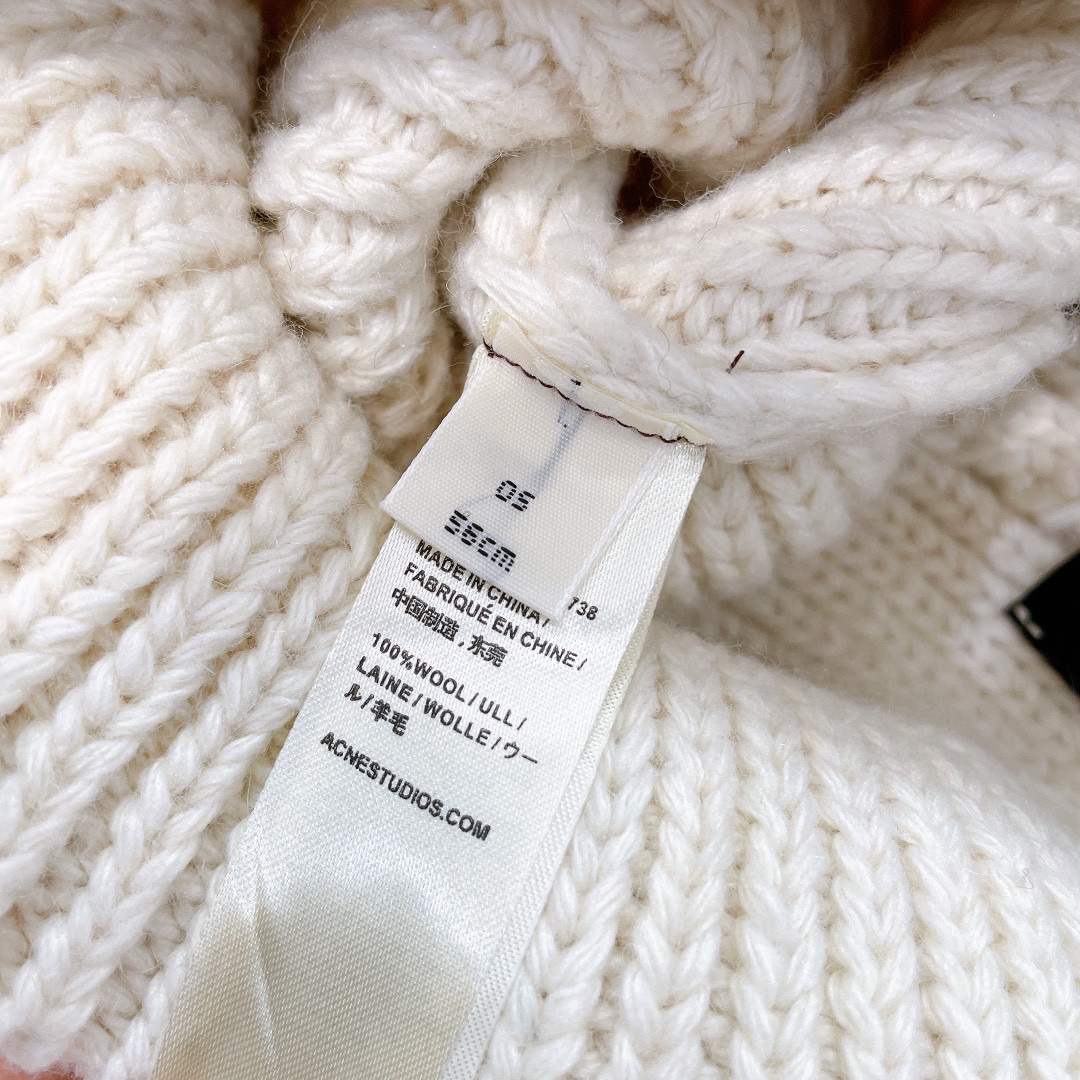 OS
56cm
738
MADE IN CHINA /
FABRIQUÉ EN CHINE /
中国制造，东莞
100%WOOL / ULL /
LAINE / WOLLE / ウー
ル / 羊毛
ACNESTUDIOS.COM